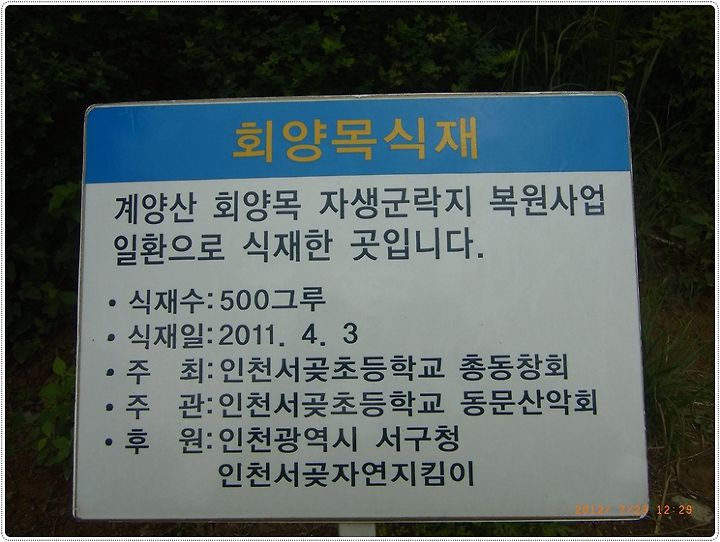 회양목식재
계양산 회양목 자생군락지 복원사업
일환으로 식재한 곳입니다.
• 식재수:500그루
• 식재일:2011. 4. 3
• 주 최:인천서곶초등학교 총동창회
• 주 관:인천서곶초등학교 동문산악회
• 후 원:인천광역시 서구청
인천서곶자연지킴이
12:29